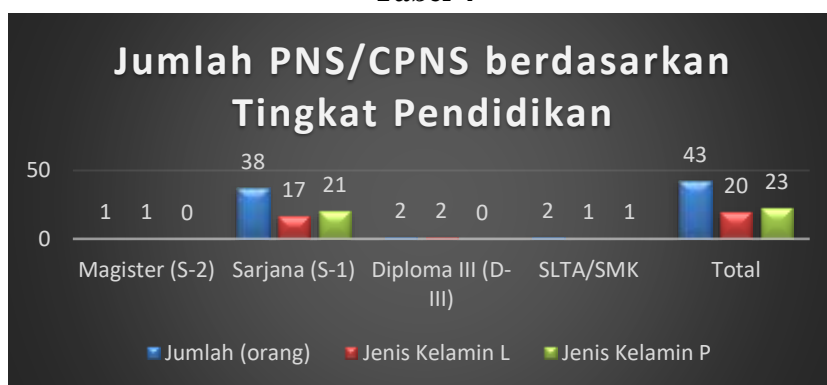 Jumlah PNS/CPNS berdasarkan
Tingkat Pendidikan
50
0
1 1 0
38 17 21
2 2 0
2 1 1
43 20 23
Magister (S-2) Sarjana (S-1) Diploma III (D-
III) SLTA/SMK Total
Jumlah (orang) Jenis Kelamin L Jenis Kelamin P